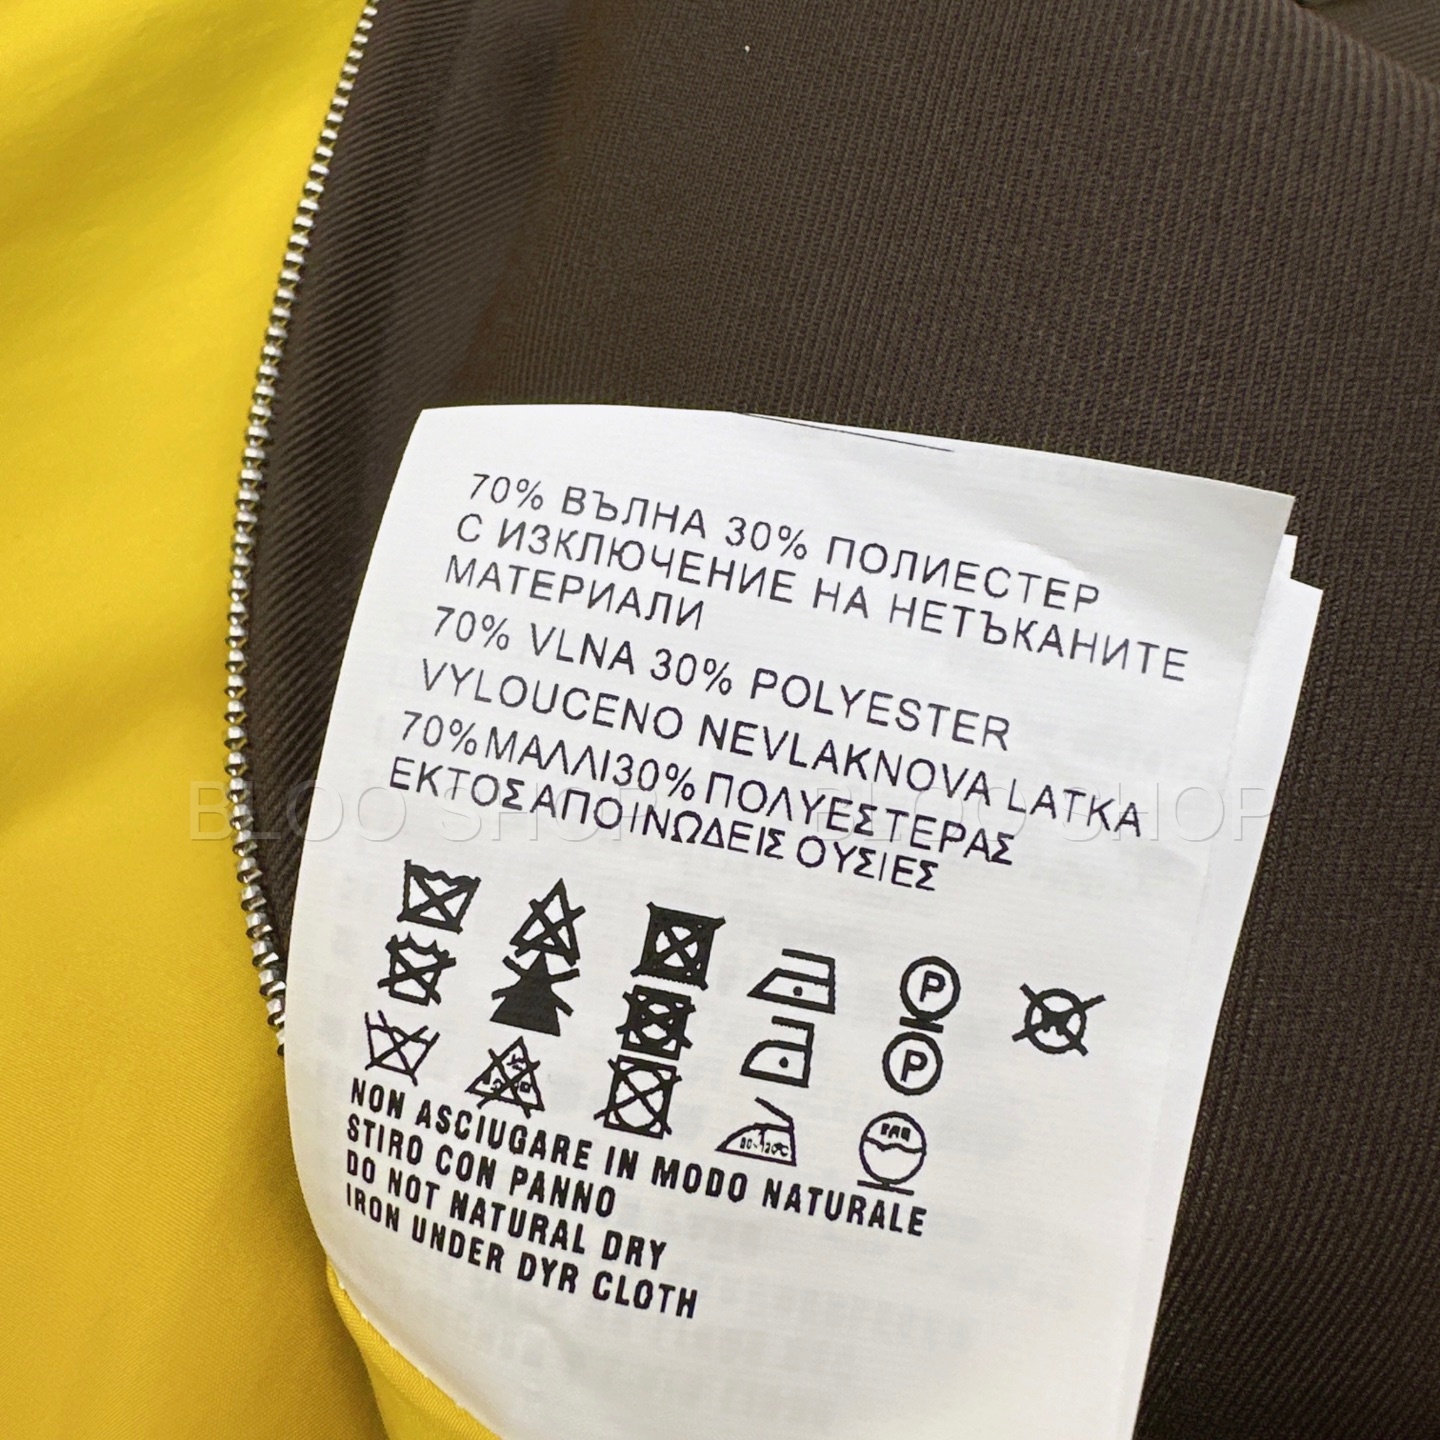 70% ВЪЛНА 30% ПОЛИЕСТЕР
С ИЗКЛЮЧЕНИЕ НА НЕТЪКАНИТЕ
МАТЕРИАЛИ
70% VLNA 30% POLYESTER
VYLOUCENO NEVLAKNOVA LATKA
70%ΜΑΛΛΙ30%ΠΟΛΥΕΣΤΕΡΑΣ
ΕΚΤΟΣΑΠΟΙΝΩΔΕΙΣ ΟΥΣΙΕΣ
BLOO SHOP BLOO SHOP
P
P
NON ASCIUGARE IN MODO NATURALE
STIRO CON PANNO
DO NOT NATURAL DRY
IRON UNDER DYR CLOTH